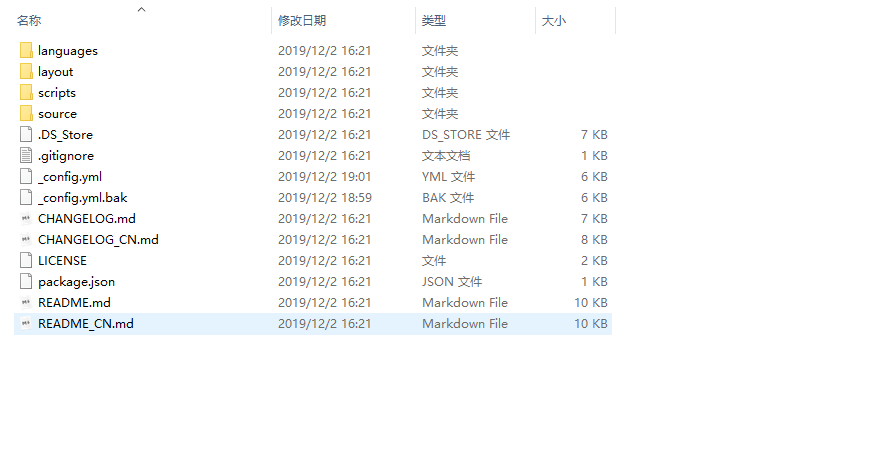 名称 修改日期 类型 大小
languages 2019/12/2 16:21 文件夹
layout 2019/12/2 16:21 文件夹
scripts 2019/12/2 16:21 文件夹
source 2019/12/2 16:21 文件夹
.DS_Store 2019/12/2 16:21 DS_STORE 文件 7 KB
.gitignore 2019/12/2 16:21 文本文档 1 KB
_config.yml 2019/12/2 19:01 YML 文件 6 KB
_config.yml.bak 2019/12/2 18:59 BAK 文件 6 KB
CHANGELOG.md 2019/12/2 16:21 Markdown File 7 KB
CHANGELOG_CN.md 2019/12/2 16:21 Markdown File 8 KB
LICENSE 2019/12/2 16:21 文件 2 KB
package.json 2019/12/2 16:21 JSON 文件 1 KB
README.md 2019/12/2 16:21 Markdown File 10 KB
README_CN.md 2019/12/2 16:21 Markdown File 10 KB